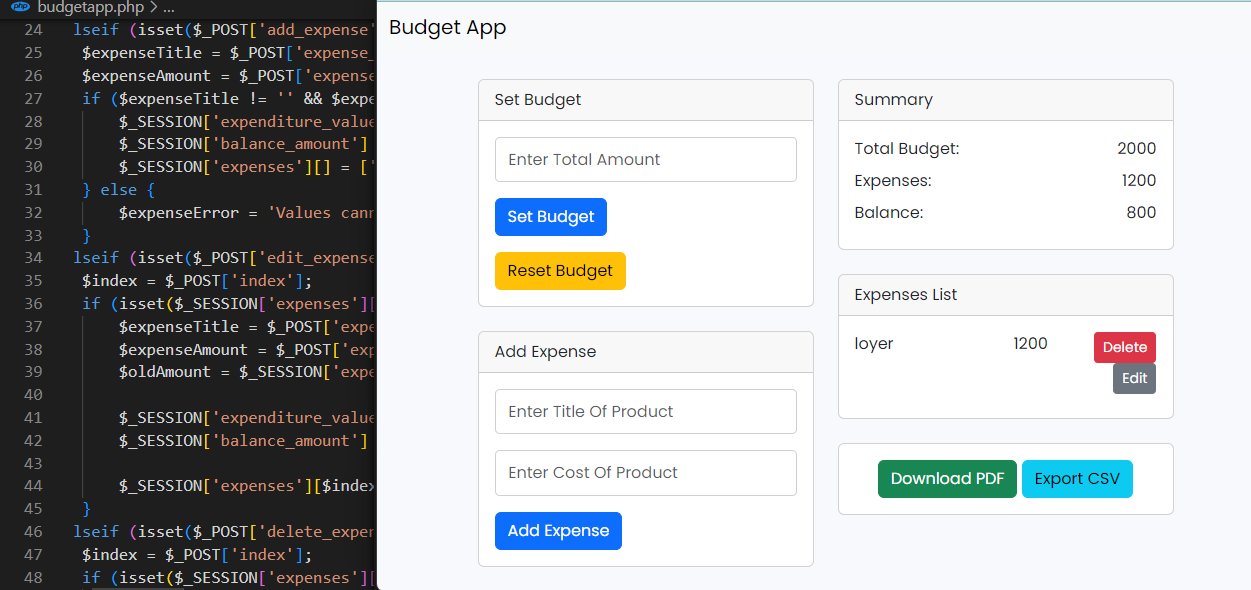 php budgetapp.php > ...
24 lseif (isset($_POST['add_expense'
25 $expenseTitle = $_POST['expense_
26 $expenseAmount = $_POST['expense
27 if ($expenseTitle != '' && $expe
28 $_SESSION['expenditure_value
29 $_SESSION['balance_amount']
30 $_SESSION['expenses'][] = ['
31 } else {
32 $expenseError = 'Values cann
33 }
34 lseif (isset($_POST['edit_expense
35 $index = $_POST['index'];
36 if (isset($_SESSION['expenses'][
37 $expenseTitle = $_POST['expe
38 $expenseAmount = $_POST['exp
39 $oldAmount = $_SESSION['expe
40
41 $_SESSION['expenditure_value
42 $_SESSION['balance_amount']
43
44 $_SESSION['expenses'][$index
45 }
46 lseif (isset($_POST['delete_exper
47 $index = $_POST['index'];
48 if (isset($_SESSION['expenses'][
Budget App
Set Budget
Enter Total Amount
Set Budget
Reset Budget
Add Expense
Enter Title Of Product
Enter Cost Of Product
Add Expense
Summary
Total Budget: 2000
Expenses: 1200
Balance: 800
Expenses List
loyer 1200 Delete
Edit
Download PDF Export CSV